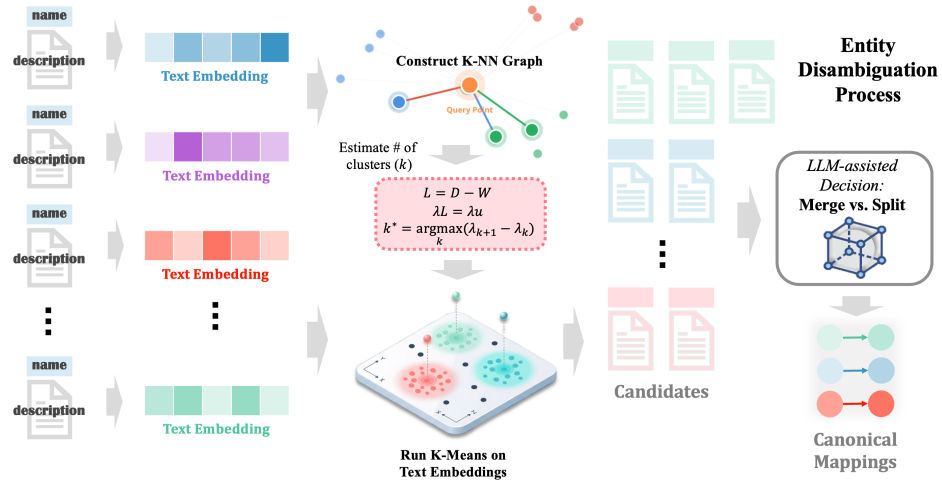 name
description
Text Embedding
name
description
Text Embedding
name
description
Text Embedding
name
description
Text Embedding
Construct K-NN Graph
Query Point
Estimate # of
clusters (k)
L = D − W
λL = λu
k* = argmax(λ_{k+1} − λ_k)
k
Y
X
X
Z
Run K-Means on
Text Embeddings
Candidates
Entity
Disambiguation
Process
LLM-assisted
Decision:
Merge vs. Split
Canonical
Mappings